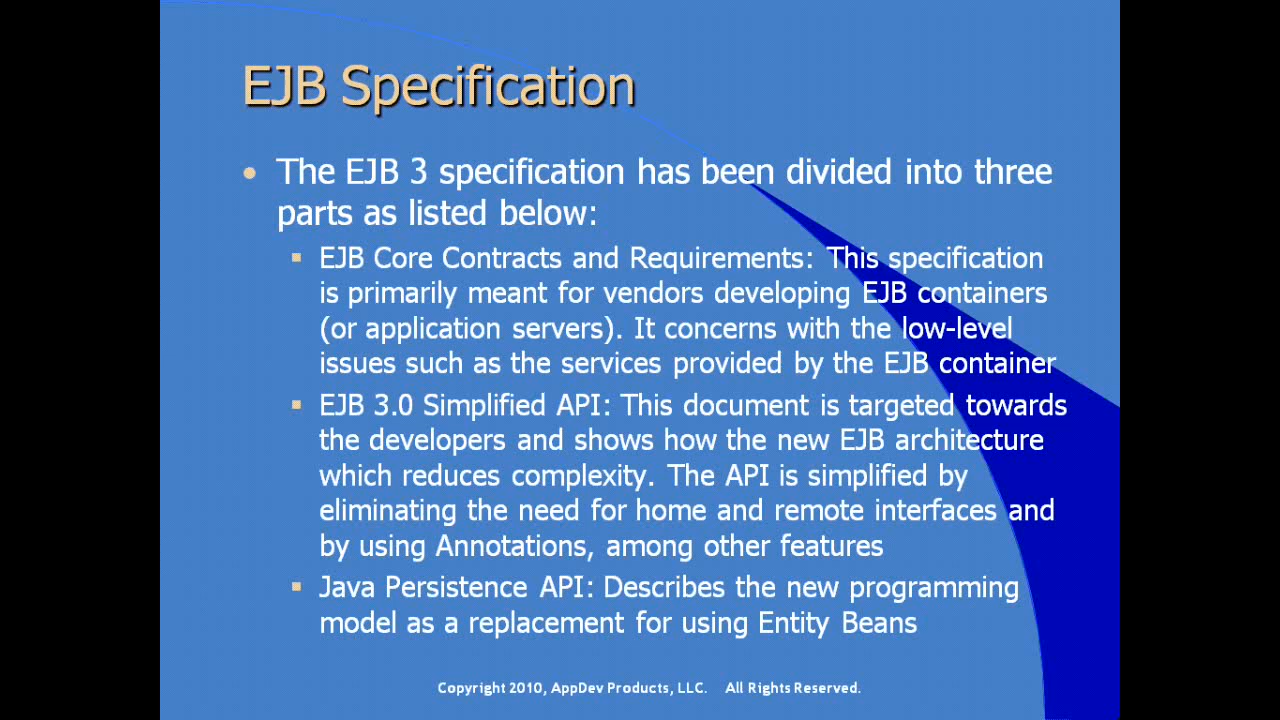 EJB Specification
• The EJB 3 specification has been divided into three
parts as listed below:
▪ EJB Core Contracts and Requirements: This specification
is primarily meant for vendors developing EJB containers
(or application servers). It concerns with the low-level
issues such as the services provided by the EJB container
▪ EJB 3.0 Simplified API: This document is targeted towards
the developers and shows how the new EJB architecture
which reduces complexity. The API is simplified by
eliminating the need for home and remote interfaces and
by using Annotations, among other features
▪ Java Persistence API: Describes the new programming
model as a replacement for using Entity Beans
Copyright 2010, AppDev Products, LLC. All Rights Reserved.